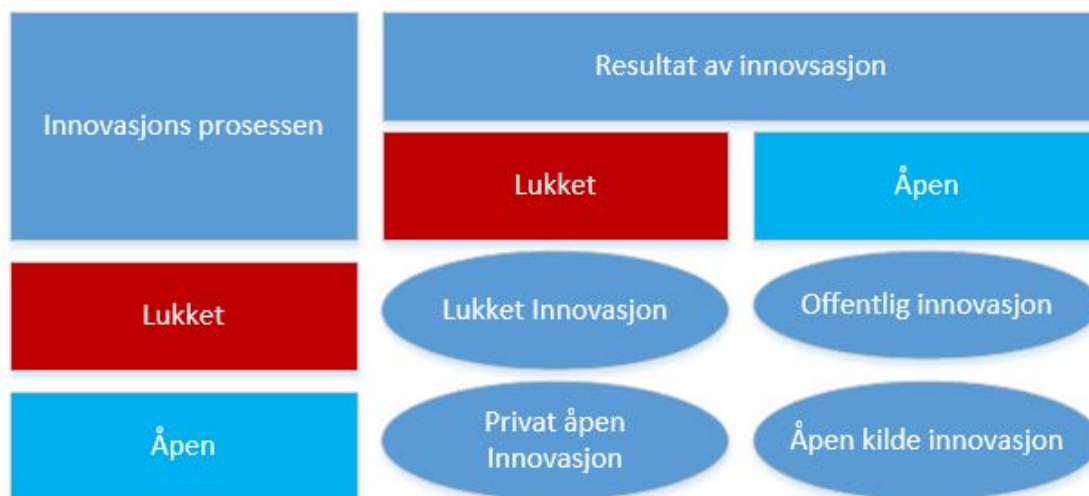 Innovasjons prosessen
Resultat av innovsasjon
Lukket
Åpen
Lukket
Lukket Innovasjon
Offentlig innovasjon
Åpen
Privat åpen
Innovasjon
Åpen kilde innovasjon